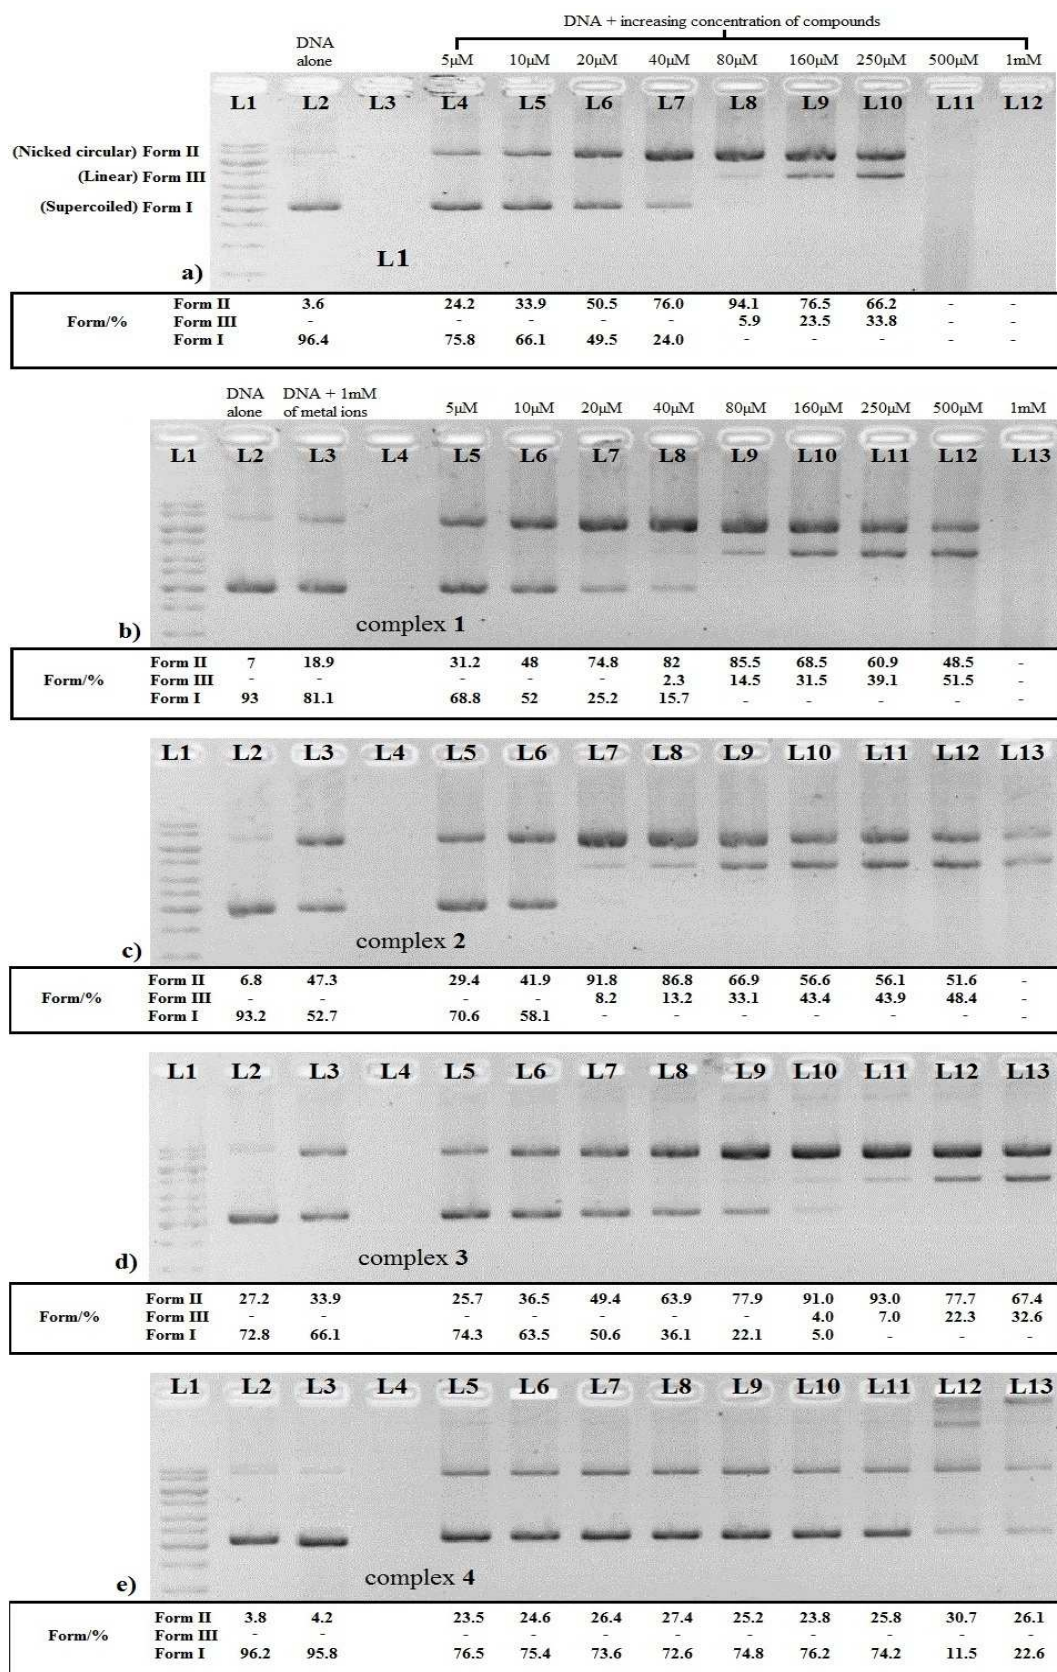 DNA + increasing concentration of compounds
DNA alone 5µM 10µM 20µM 40µM 80µM 160µM 250µM 500µM 1mM
L1 L2 L3 L4 L5 L6 L7 L8 L9 L10 L11 L12
(Nicked circular) Form II
(Linear) Form III
(Supercoiled) Form I
L1
a)
Form/%
Form II 3.6 24.2 33.9 50.5 76.0 94.1 76.5 66.2 - -
Form III - - - - - 5.9 23.5 33.8 - -
Form I 96.4 75.8 66.1 49.5 24.0 - - - - -
DNA alone DNA + 1mM of metal ions 5µM 10µM 20µM 40µM 80µM 160µM 250µM 500µM 1mM
L1 L2 L3 L4 L5 L6 L7 L8 L9 L10 L11 L12 L13
complex 1
b)
Form/%
Form II 7 18.9 31.2 48 74.8 82 85.5 68.5 60.9 48.5 -
Form III - - - - - 2.3 14.5 31.5 39.1 51.5 -
Form I 93 81.1 68.8 52 25.2 15.7 - - - - -
L1 L2 L3 L4 L5 L6 L7 L8 L9 L10 L11 L12 L13
complex 2
c)
Form/%
Form II 6.8 47.3 29.4 41.9 91.8 86.8 66.9 56.6 56.1 51.6 -
Form III - - - - 8.2 13.2 33.1 43.4 43.9 48.4 -
Form I 93.2 52.7 70.6 58.1 - - - - - - -
L1 L2 L3 L4 L5 L6 L7 L8 L9 L10 L11 L12 L13
complex 3
d)
Form/%
Form II 27.2 33.9 25.7 36.5 49.4 63.9 77.9 91.0 93.0 77.7 67.4
Form III - - - - - - - 4.0 7.0 22.3 32.6
Form I 72.8 66.1 74.3 63.5 50.6 36.1 22.1 5.0 - - -
L1 L2 L3 L4 L5 L6 L7 L8 L9 L10 L11 L12 L13
complex 4
e)
Form/%
Form II 3.8 4.2 23.5 24.6 26.4 27.4 25.2 23.8 25.8 30.7 26.1
Form III - - - - - - - - - - -
Form I 96.2 95.8 76.5 75.4 73.6 72.6 74.8 76.2 74.2 11.5 22.6